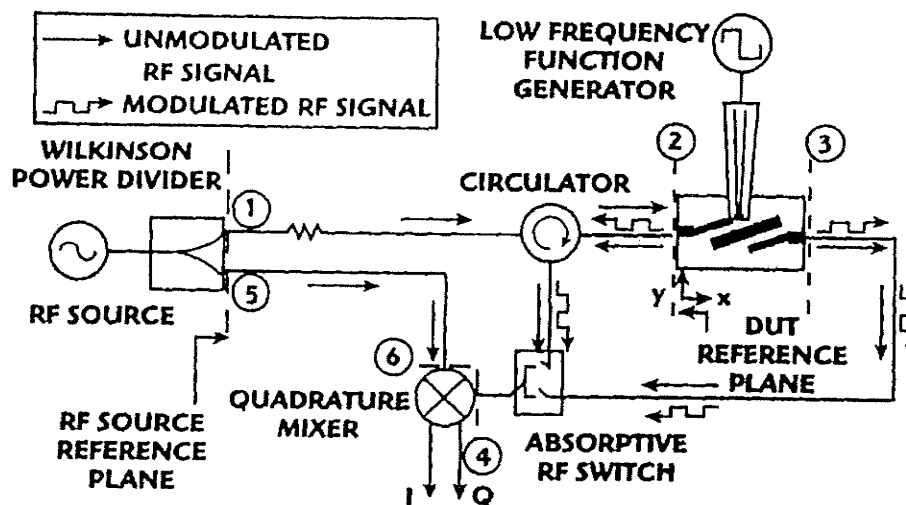 UNMODULATED
RF SIGNAL
MODULATED RF SIGNAL
LOW FREQUENCY
FUNCTION
GENERATOR
WILKINSON
POWER DIVIDER
CIRCULATOR
2
3
1
5
RF SOURCE
y
x
DUT
REFERENCE
PLANE
6
QUADRATURE
MIXER
RF SOURCE
REFERENCE
PLANE
4
ABSORPTIVE
RF SWITCH
I
Q